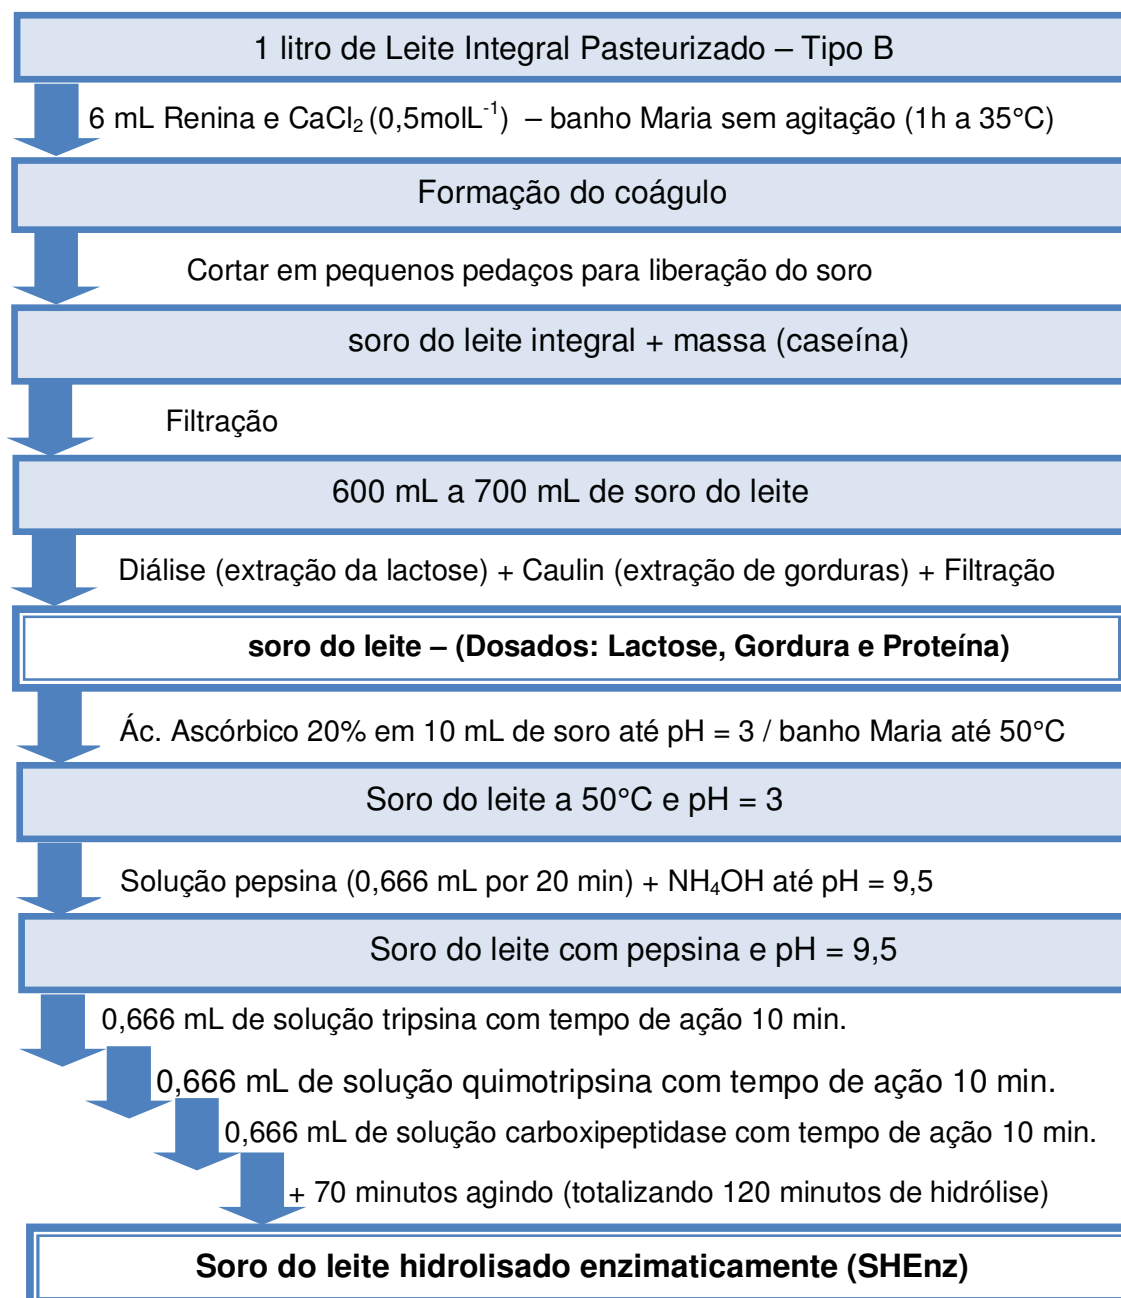 1 litro de Leite Integral Pasteurizado – Tipo B
6 mL Renina e CaCl₂ (0,5molL⁻¹) – banho Maria sem agitação (1h a 35°C)
Formação do coágulo
Cortar em pequenos pedaços para liberação do soro
soro do leite integral + massa (caseína)
Filtração
600 mL a 700 mL de soro do leite
Diálise (extração da lactose) + Caulin (extração de gorduras) + Filtração
soro do leite – (Dosados: Lactose, Gordura e Proteína)
Ác. Ascórbico 20% em 10 mL de soro até pH = 3 / banho Maria até 50°C
Soro do leite a 50°C e pH = 3
Solução pepsina (0,666 mL por 20 min) + NH₄OH até pH = 9,5
Soro do leite com pepsina e pH = 9,5
0,666 mL de solução tripsina com tempo de ação 10 min.
0,666 mL de solução quimotripsina com tempo de ação 10 min.
0,666 mL de solução carboxipeptidase com tempo de ação 10 min.
+ 70 minutos agindo (totalizando 120 minutos de hidrólise)
Soro do leite hidrolisado enzimaticamente (SHEnz)